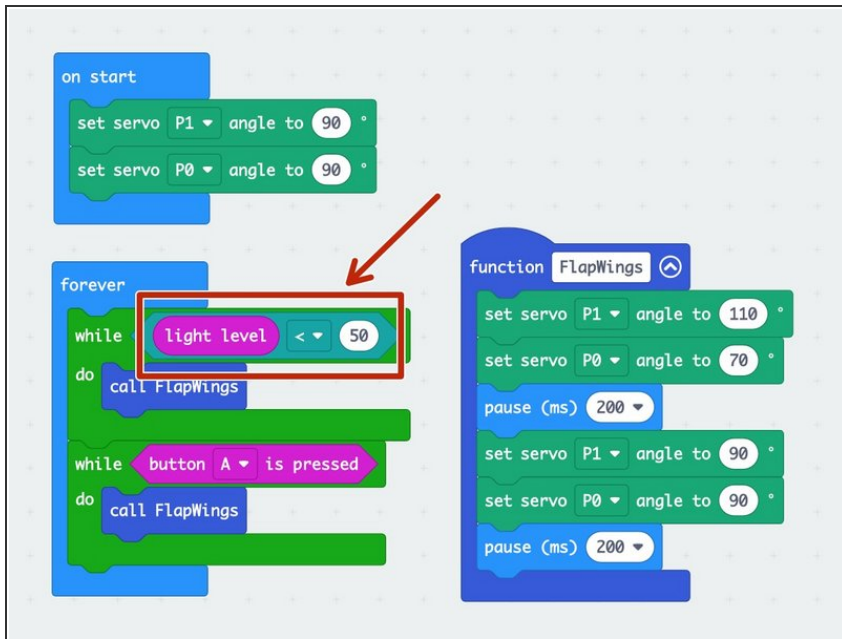 on start
set servo P1 angle to 90 °
set servo P0 angle to 90 °
forever
while light level < 50
do
call FlapWings
while button A is pressed
do
call FlapWings
function FlapWings
set servo P1 angle to 110 °
set servo P0 angle to 70 °
pause (ms) 200
set servo P1 angle to 90 °
set servo P0 angle to 90 °
pause (ms) 200